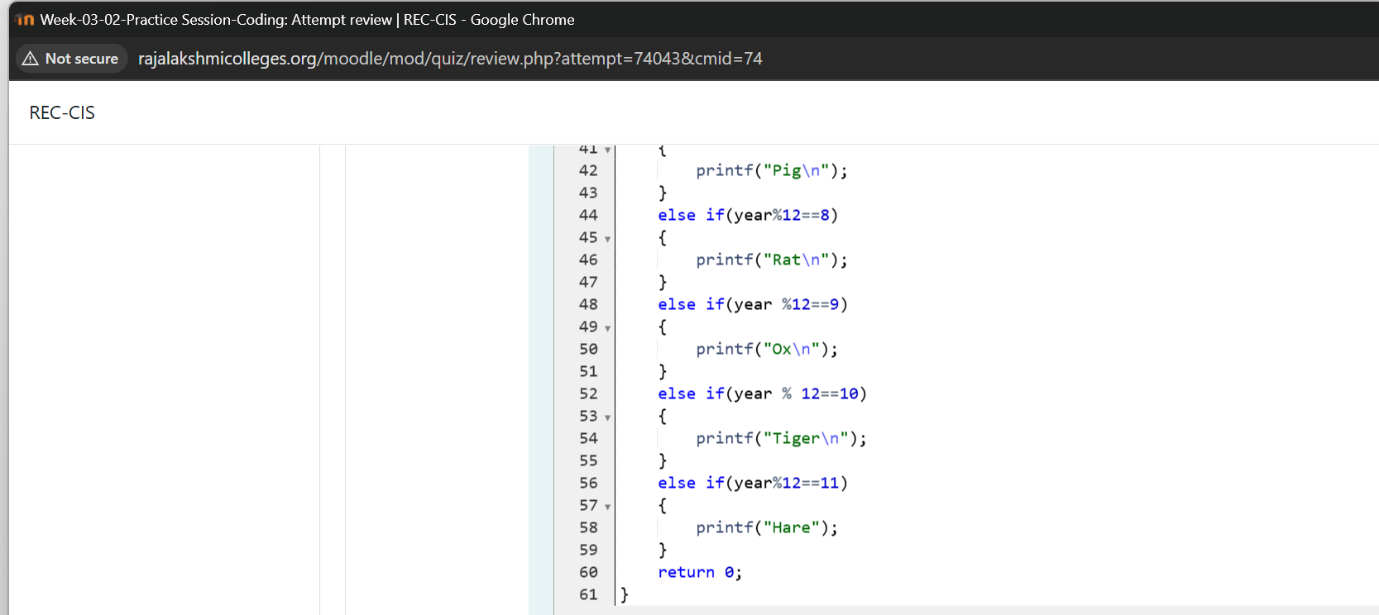 Week-03-02-Practice Session-Coding: Attempt review | REC-CIS - Google Chrome
Not secure rajalakshmicolleges.org/moodle/mod/quiz/review.php?attempt=74043&cmid=74
REC-CIS
41 {
42 printf("Pig\n");
43 }
44 else if(year%12==8)
45 {
46 printf("Rat\n");
47 }
48 else if(year %12==9)
49 {
50 printf("Ox\n");
51 }
52 else if(year % 12==10)
53 {
54 printf("Tiger\n");
55 }
56 else if(year%12==11)
57 {
58 printf("Hare");
59 }
60 return 0;
61 }